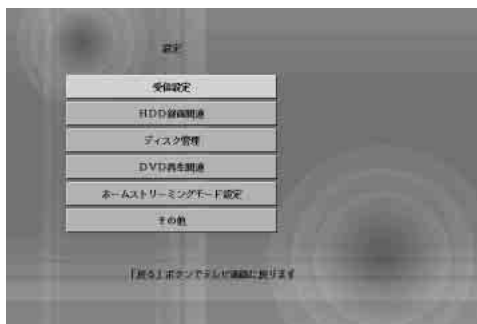 設定
受信設定
HDD録画関連
ディスク管理
DVD再生関連
ホームストリーミングモード設定
その他
「戻る」ボタンでテレビ画面に戻ります